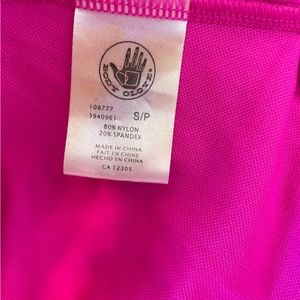 BODY GLOVE
108777
3940961 S/P
80% NYLON
20% SPANDEX
MADE IN CHINA
FAIT EN CHINE
HECHO EN CHINA
CA 12305